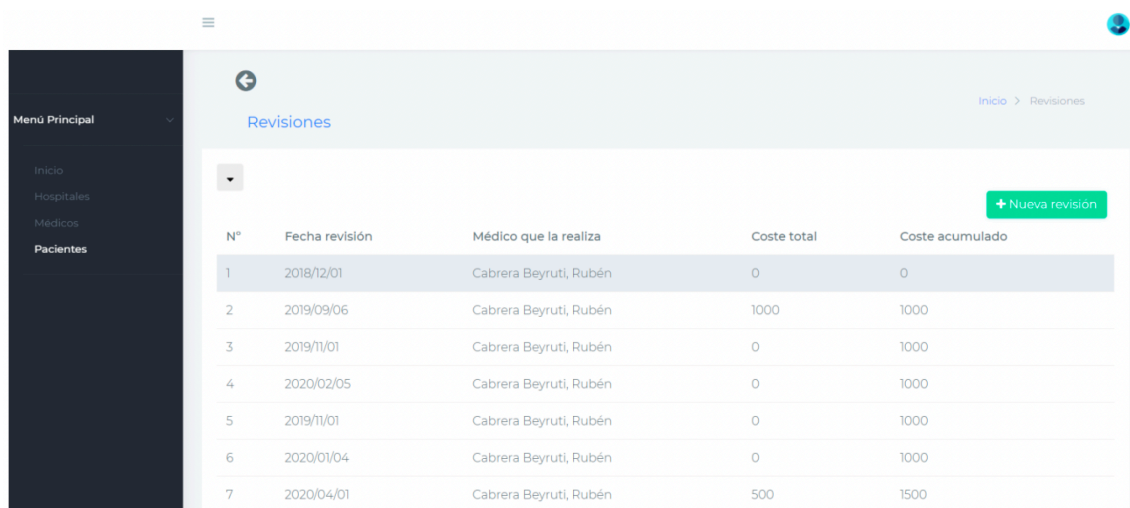 Menú Principal
Inicio
Hospitales
Médicos
Pacientes
Inicio > Revisiones
Revisiones
+ Nueva revisión
N° Fecha revisión Médico que la realiza Coste total Coste acumulado
1 2018/12/01 Cabrera Beyruti, Rubén 0 0
2 2019/09/06 Cabrera Beyruti, Rubén 1000 1000
3 2019/11/01 Cabrera Beyruti, Rubén 0 1000
4 2020/02/05 Cabrera Beyruti, Rubén 0 1000
5 2019/11/01 Cabrera Beyruti, Rubén 0 1000
6 2020/01/04 Cabrera Beyruti, Rubén 0 1000
7 2020/04/01 Cabrera Beyruti, Rubén 500 1500